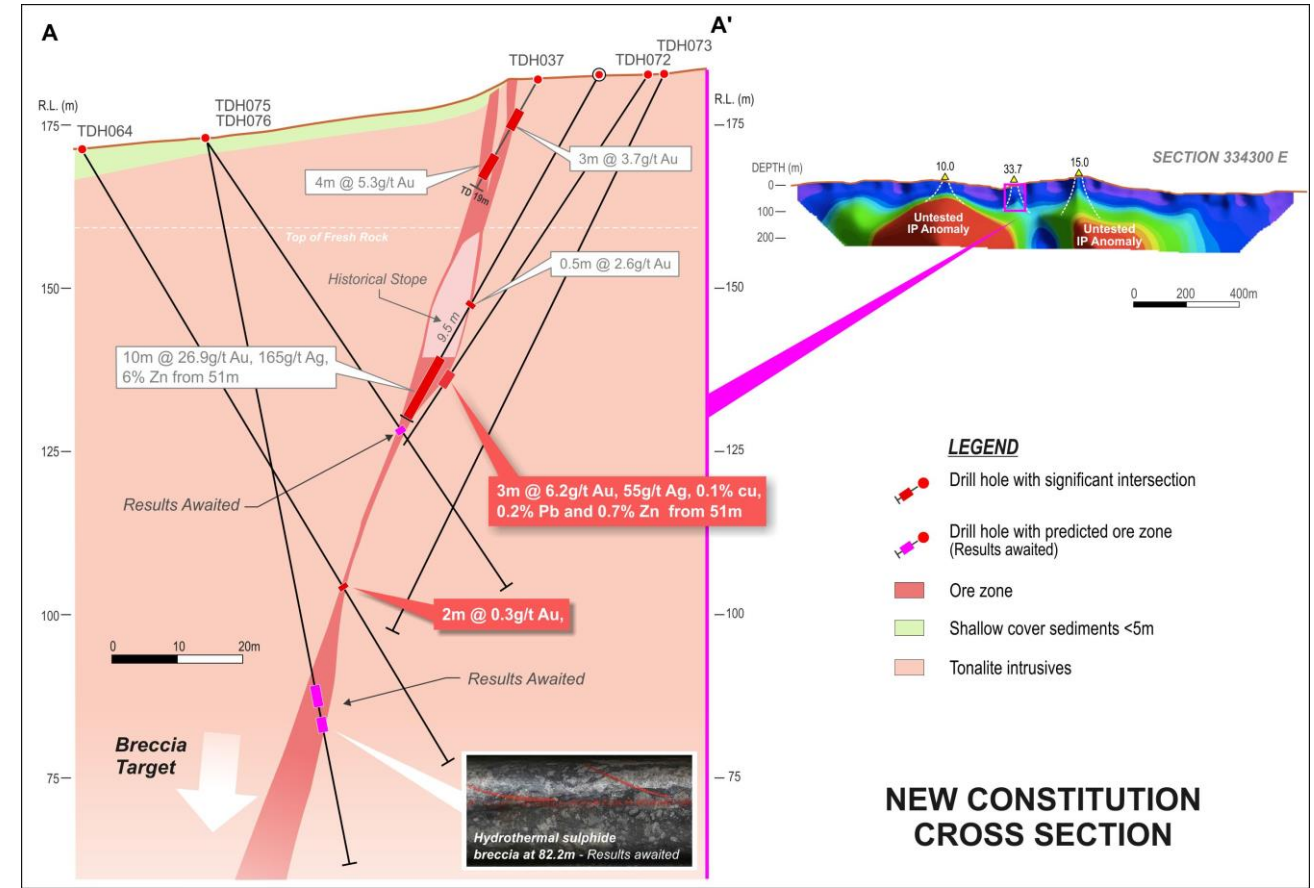 A
A'
TDH073
TDH037
TDH072
R.L. (m)
R.L. (m)
TDH075
TDH076
TDH064
175
175
3m @ 3.7g/t Au
4m @ 5.3g/t Au
TD 19m
Top of Fresh Rock
0.5m @ 2.6g/t Au
Historical Stope
150
150
9.5 m
10m @ 26.9g/t Au, 165g/t Ag,
6% Zn from 51m
125
125
3m @ 6.2g/t Au, 55g/t Ag, 0.1% cu,
0.2% Pb and 0.7% Zn from 51m
Results Awaited
100
100
2m @ 0.3g/t Au,
0 10 20m
Results Awaited
Breccia
Target
75
75
Hydrothermal sulphide
breccia at 82.2m - Results awaited
SECTION 334300 E
DEPTH (m)
10.0
33.7
15.0
0
100
200
Untested
IP Anomaly
Untested
IP Anomaly
0 200 400m
LEGEND
Drill hole with significant intersection
Drill hole with predicted ore zone
(Results awaited)
Ore zone
Shallow cover sediments <5m
Tonalite intrusives
NEW CONSTITUTION
CROSS SECTION